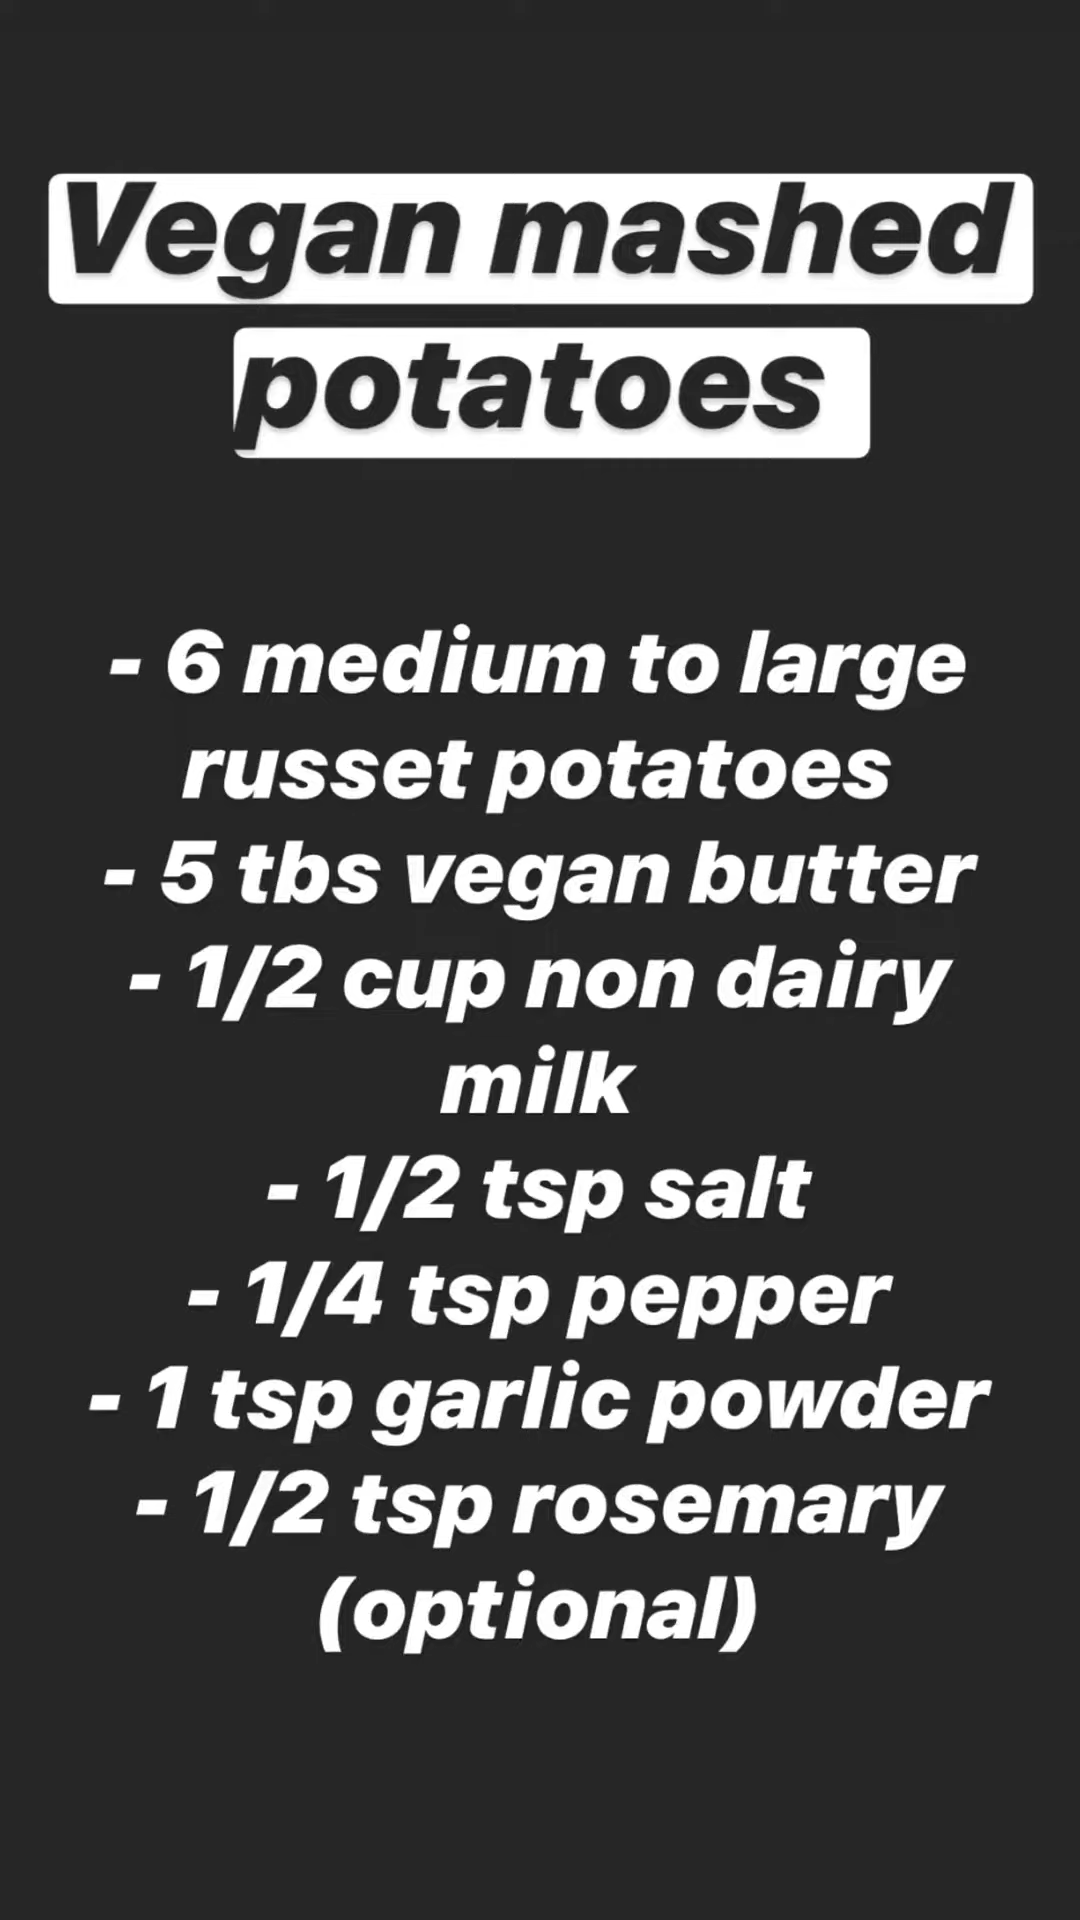 Vegan mashed
potatoes
- 6 medium to large
russet potatoes
- 5 tbs vegan butter
- 1/2 cup non dairy
milk
- 1/2 tsp salt
- 1/4 tsp pepper
- 1 tsp garlic powder
- 1/2 tsp rosemary
(optional)